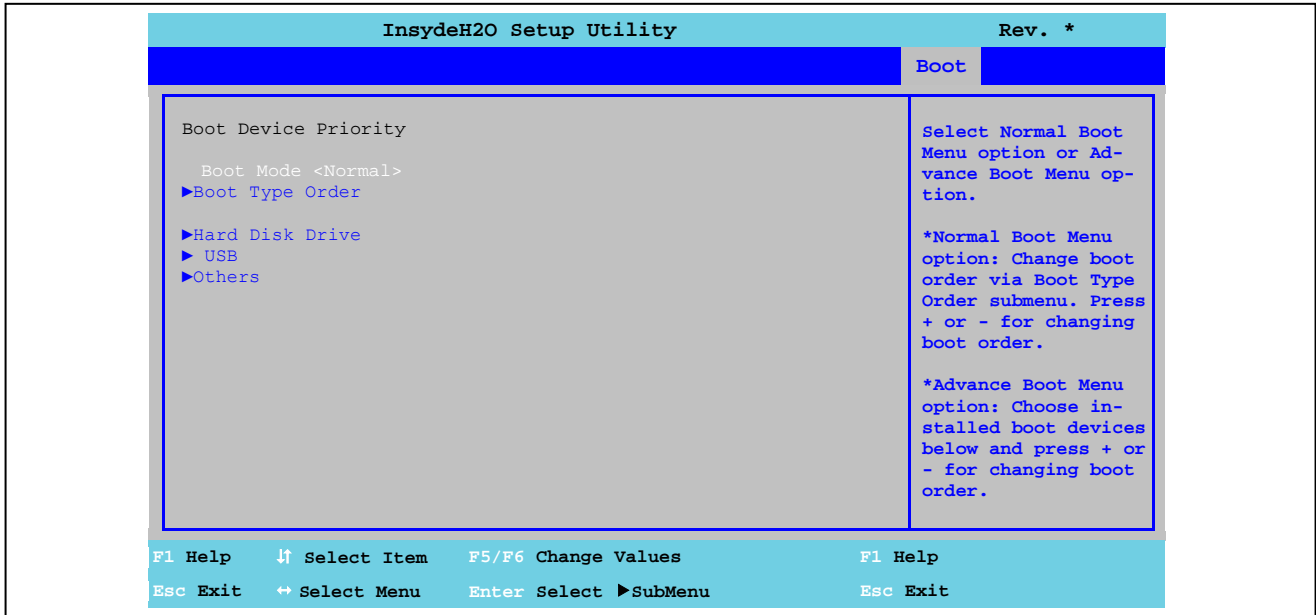 InsydeH2O Setup Utility Rev. *
Boot
Boot Device Priority
Boot Mode <Normal>
►Boot Type Order
►Hard Disk Drive
► USB
►Others
Select Normal Boot
Menu option or Ad-
vance Boot Menu op-
tion.
*Normal Boot Menu
option: Change boot
order via Boot Type
Order submenu. Press
+ or - for changing
boot order.
*Advance Boot Menu
option: Choose in-
stalled boot devices
below and press + or
- for changing boot
order.
F1 Help ↓↑ Select Item F5/F6 Change Values F1 Help
Esc Exit ↔ Select Menu Enter Select ►SubMenu Esc Exit